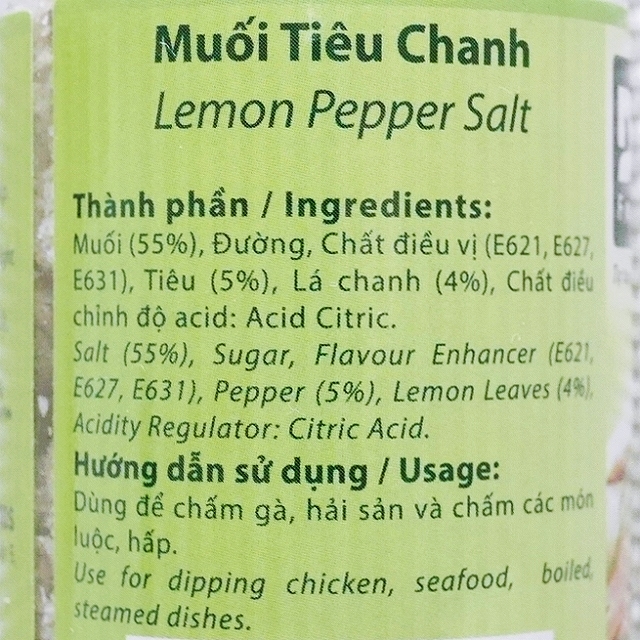 Muối Tiêu Chanh
Lemon Pepper Salt
Thành phần / Ingredients:
Muối (55%), Đường, Chất điều vị (E621, E627,
E631), Tiêu (5%), Lá chanh (4%), Chất điều
chỉnh độ acid: Acid Citric.
Salt (55%), Sugar, Flavour Enhancer (E621,
E627, E631), Pepper (5%), Lemon Leaves (4%),
Acidity Regulator: Citric Acid.
Hướng dẫn sử dụng / Usage:
Dùng để chấm gà, hải sản và chấm các món
luộc, hấp.
Use for dipping chicken, seafood, boiled,
steamed dishes.